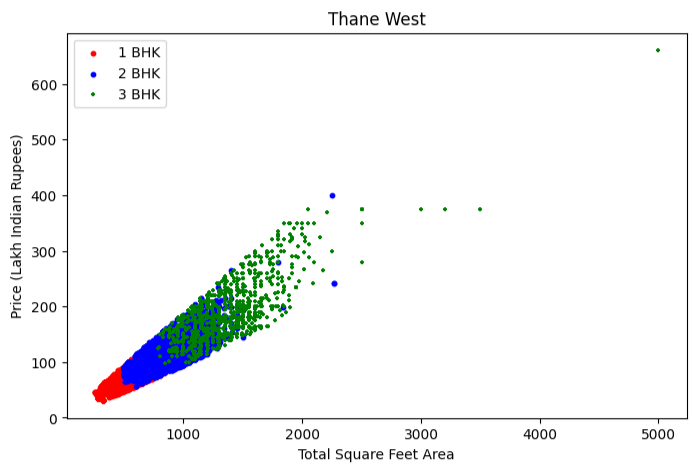 Thane West
1 BHK
2 BHK
3 BHK
Price (Lakh Indian Rupees)
600
500
400
300
200
100
0
1000 2000 3000 4000 5000
Total Square Feet Area